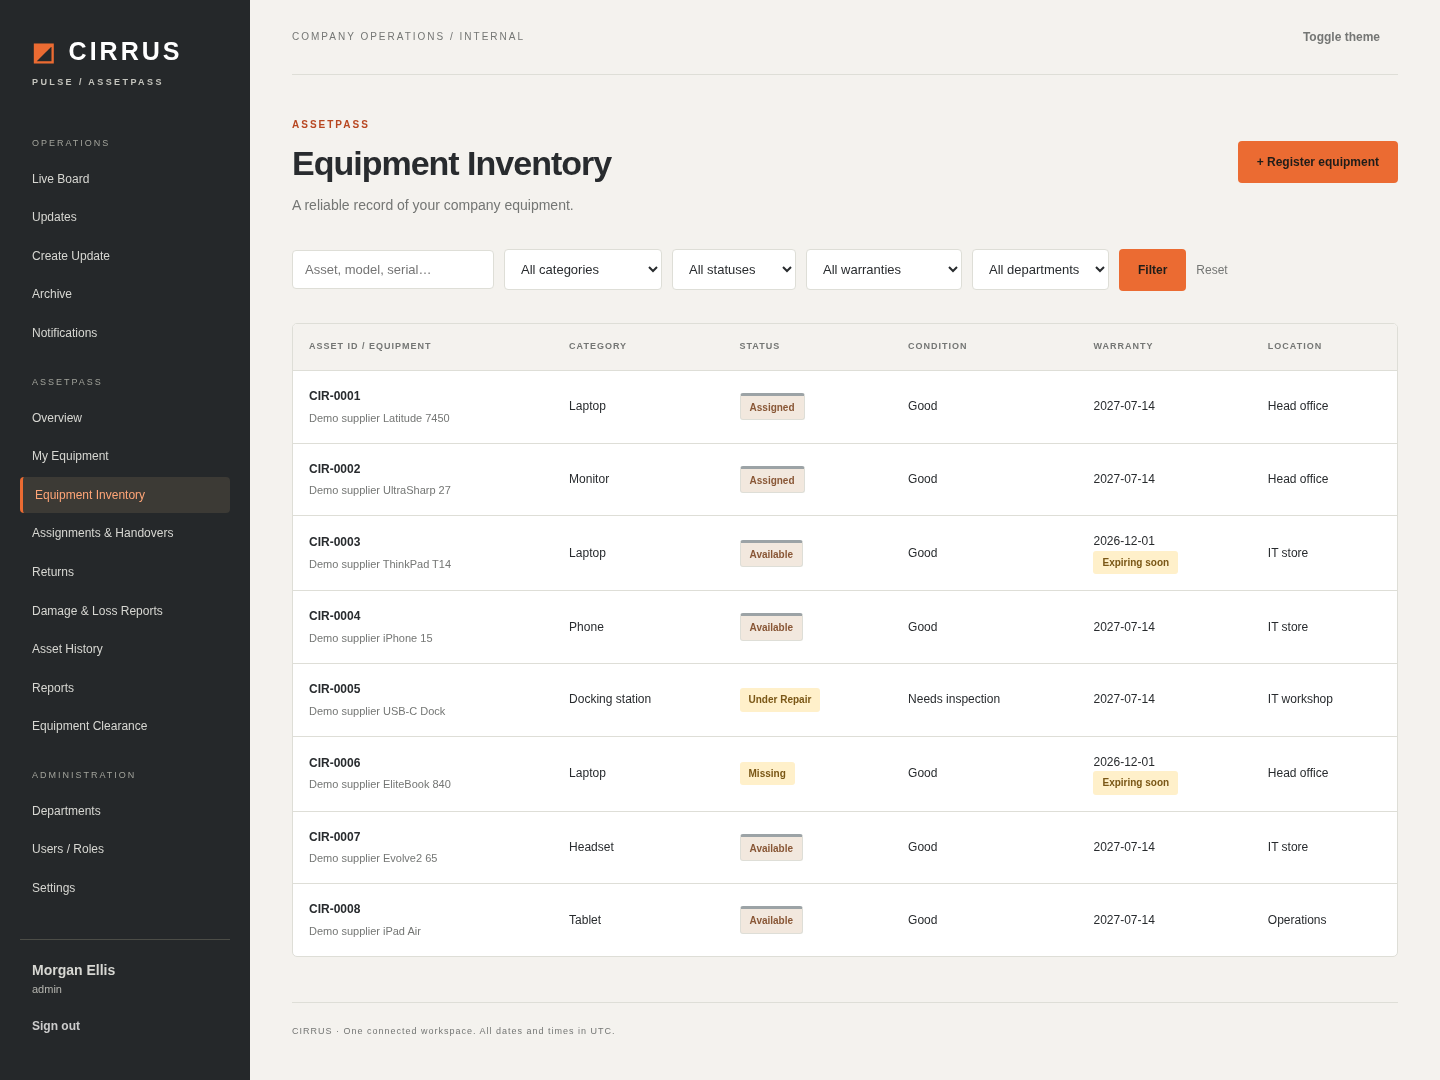 CIRRUS
PULSE / ASSETPASS
OPERATIONS
Live Board
Updates
Create Update
Archive
Notifications
ASSETPASS
Overview
My Equipment
Equipment Inventory
Assignments & Handovers
Returns
Damage & Loss Reports
Asset History
Reports
Equipment Clearance
ADMINISTRATION
Departments
Users / Roles
Settings
Morgan Ellis
admin
Sign out
COMPANY OPERATIONS / INTERNAL
Toggle theme
ASSETPASS
Equipment Inventory
+ Register equipment
A reliable record of your company equipment.
Asset, model, serial… All categories All statuses All warranties All departments Filter Reset
ASSET ID / EQUIPMENT CATEGORY STATUS CONDITION WARRANTY LOCATION
CIR-0001
Demo supplier Latitude 7450
Laptop Assigned Good 2027-07-14 Head office
CIR-0002
Demo supplier UltraSharp 27
Monitor Assigned Good 2027-07-14 Head office
CIR-0003
Demo supplier ThinkPad T14
Laptop Available Good 2026-12-01
Expiring soon
IT store
CIR-0004
Demo supplier iPhone 15
Phone Available Good 2027-07-14 IT store
CIR-0005
Demo supplier USB-C Dock
Docking station Under Repair Needs inspection 2027-07-14 IT workshop
CIR-0006
Demo supplier EliteBook 840
Laptop Missing Good 2026-12-01
Expiring soon
Head office
CIR-0007
Demo supplier Evolve2 65
Headset Available Good 2027-07-14 IT store
CIR-0008
Demo supplier iPad Air
Tablet Available Good 2027-07-14 Operations
CIRRUS · One connected workspace. All dates and times in UTC.